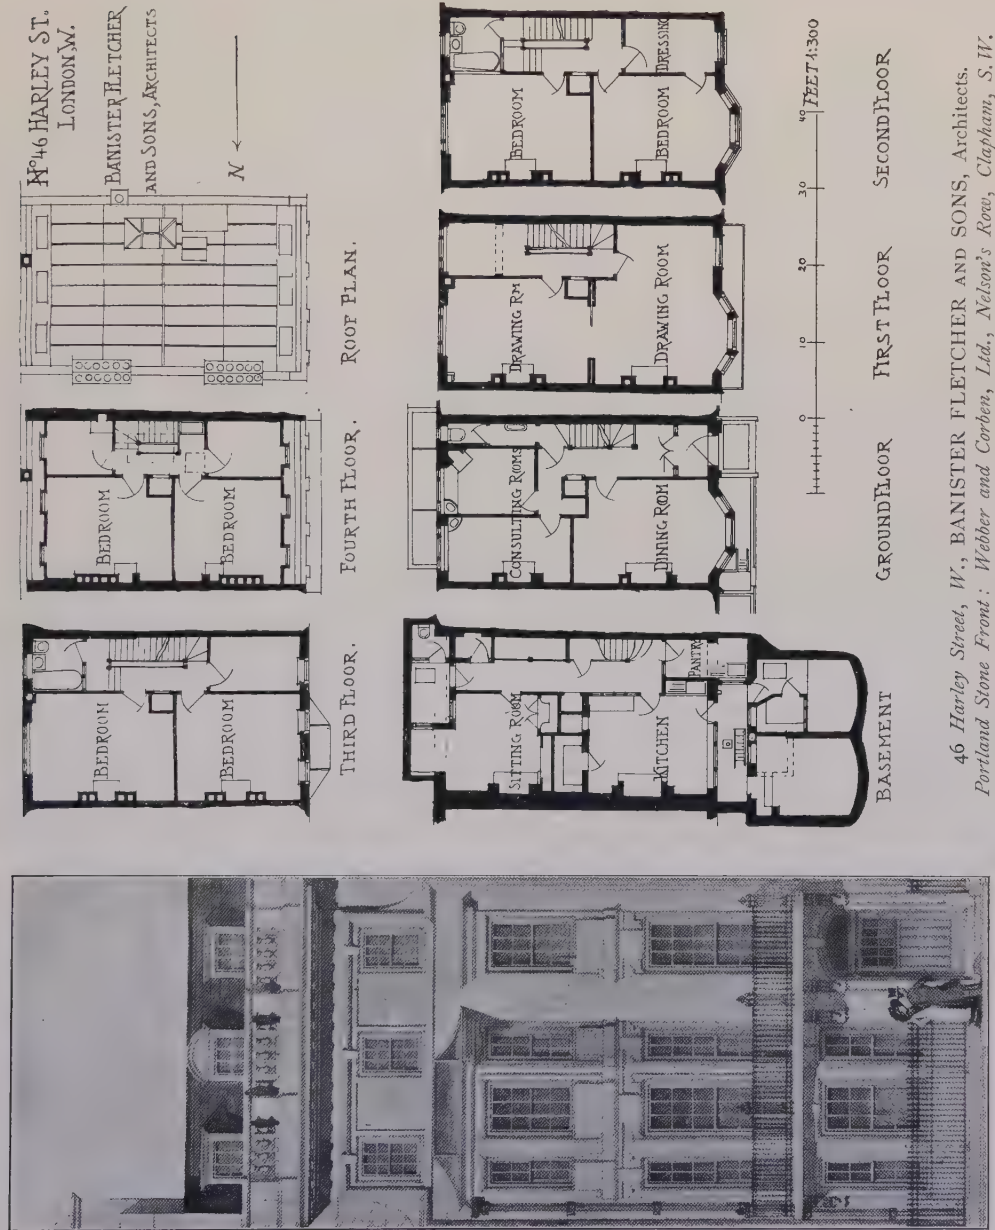 Nº46 HARLEY ST.
LONDON, W.
BANISTER FLETCHER
AND SONS, ARCHITECTS
N
BEDROOM
BEDROOM
THIRD FLOOR.
BEDROOM
BEDROOM
FOURTH FLOOR.
ROOF PLAN.
SITTING ROOM
KITCHEN
PANTRY
BASEMENT
CONSULTING ROOMS
DINING ROOM
GROUND FLOOR
DRAWING RM
DRAWING ROOM
FIRST FLOOR
BEDROOM
BEDROOM
DRESSING
SECOND FLOOR
0 10 20 30 40 FEET 1:300
46 Harley Street, W., BANISTER FLETCHER AND SONS, Architects.
Portland Stone Front: Webber and Corben, Ltd., Nelson's Row, Clapham, S.W.